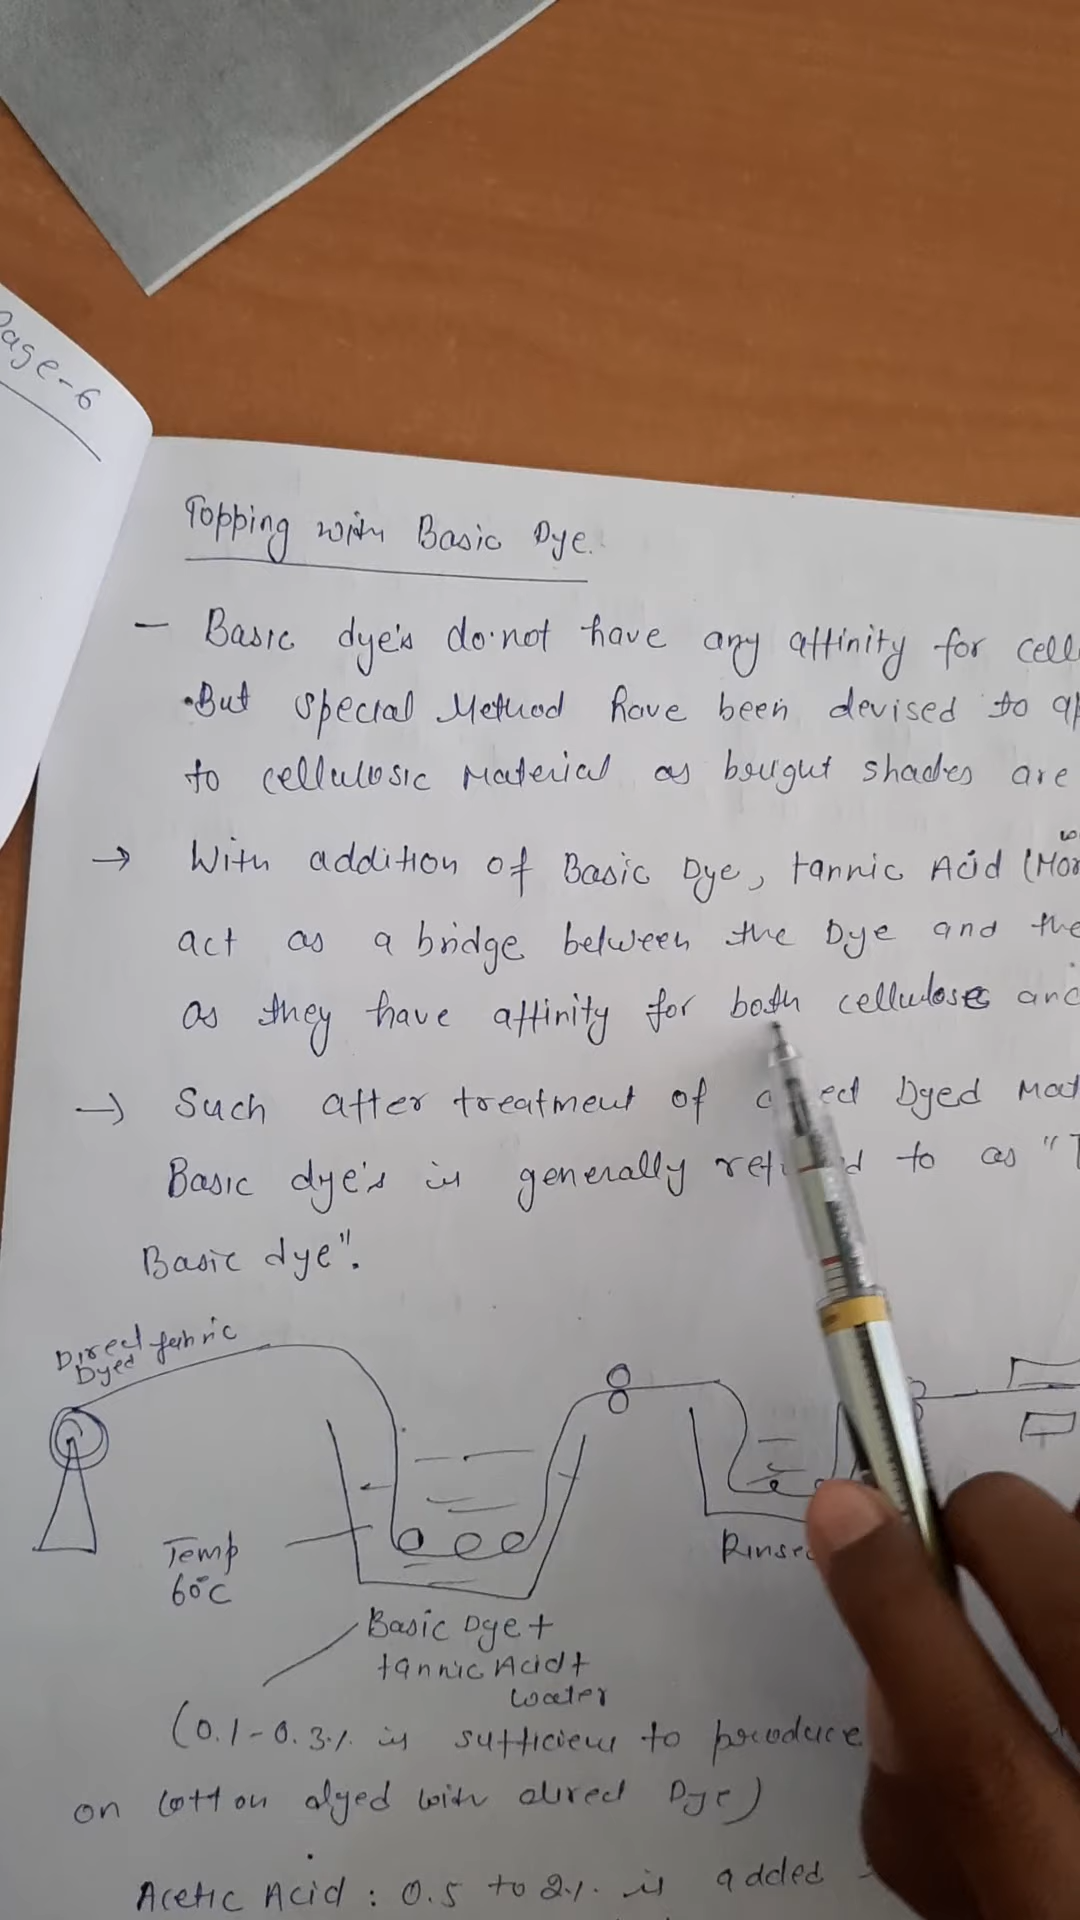 Page-6
Topping with Basic Dye.
- Basic dye's do not have any affinity for cell
But special Method have been devised to ap
to cellulosic Material as bright shades are
→ With addition of Basic Dye, tannic Acid (Mor
act as a bridge between the Dye and the
as they have affinity for both cellulose and
→ Such after treatment of Dyed Mat
Basic dye's is generally to as "T
Basic dye".
Direct fabric
Dyed
Temp
60°C
Rinse
Basic Dye +
tannic Acid +
water
(0.1-0.3% is sufficient to produce
on cotton dyed with direct Dye)
Acetic Acid : 0.5 to 2% is added